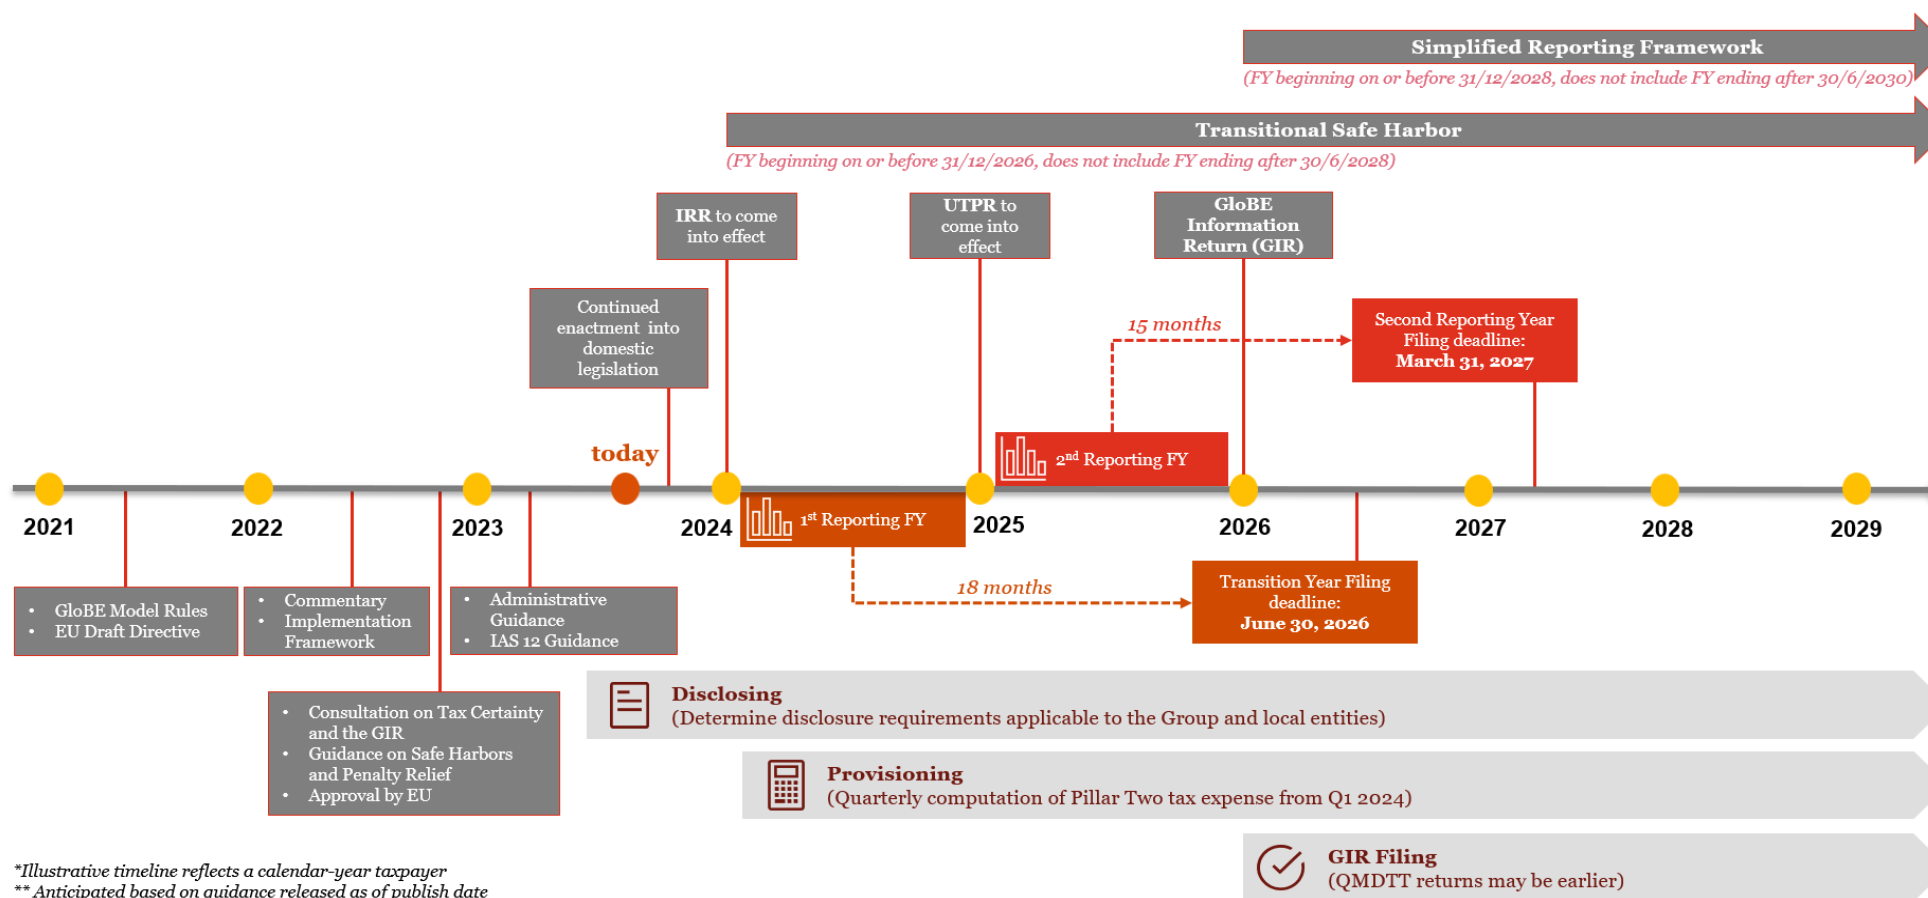 Simplified Reporting Framework
(FY beginning on or before 31/12/2028, does not include FY ending after 30/6/2030)
Transitional Safe Harbor
(FY beginning on or before 31/12/2026, does not include FY ending after 30/6/2028)
IRR to come
into effect
UTPR to
come into
effect
GloBE
Information
Return (GIR)
Continued
enactment into
domestic
legislation
15 months
Second Reporting Year
Filing deadline:
March 31, 2027
today
2nd Reporting FY
1st Reporting FY
2021
2022
2023
2024
2025
2026
2027
2028
2029
• GloBE Model Rules
• EU Draft Directive
• Commentary
• Implementation
Framework
• Administrative
Guidance
• IAS 12 Guidance
18 months
Transition Year Filing
deadline:
June 30, 2026
• Consultation on Tax Certainty
and the GIR
• Guidance on Safe Harbors
and Penalty Relief
• Approval by EU
Disclosing
(Determine disclosure requirements applicable to the Group and local entities)
Provisioning
(Quarterly computation of Pillar Two tax expense from Q1 2024)
GIR Filing
(QMDTT returns may be earlier)
*Illustrative timeline reflects a calendar-year taxpayer
** Anticipated based on guidance released as of publish date